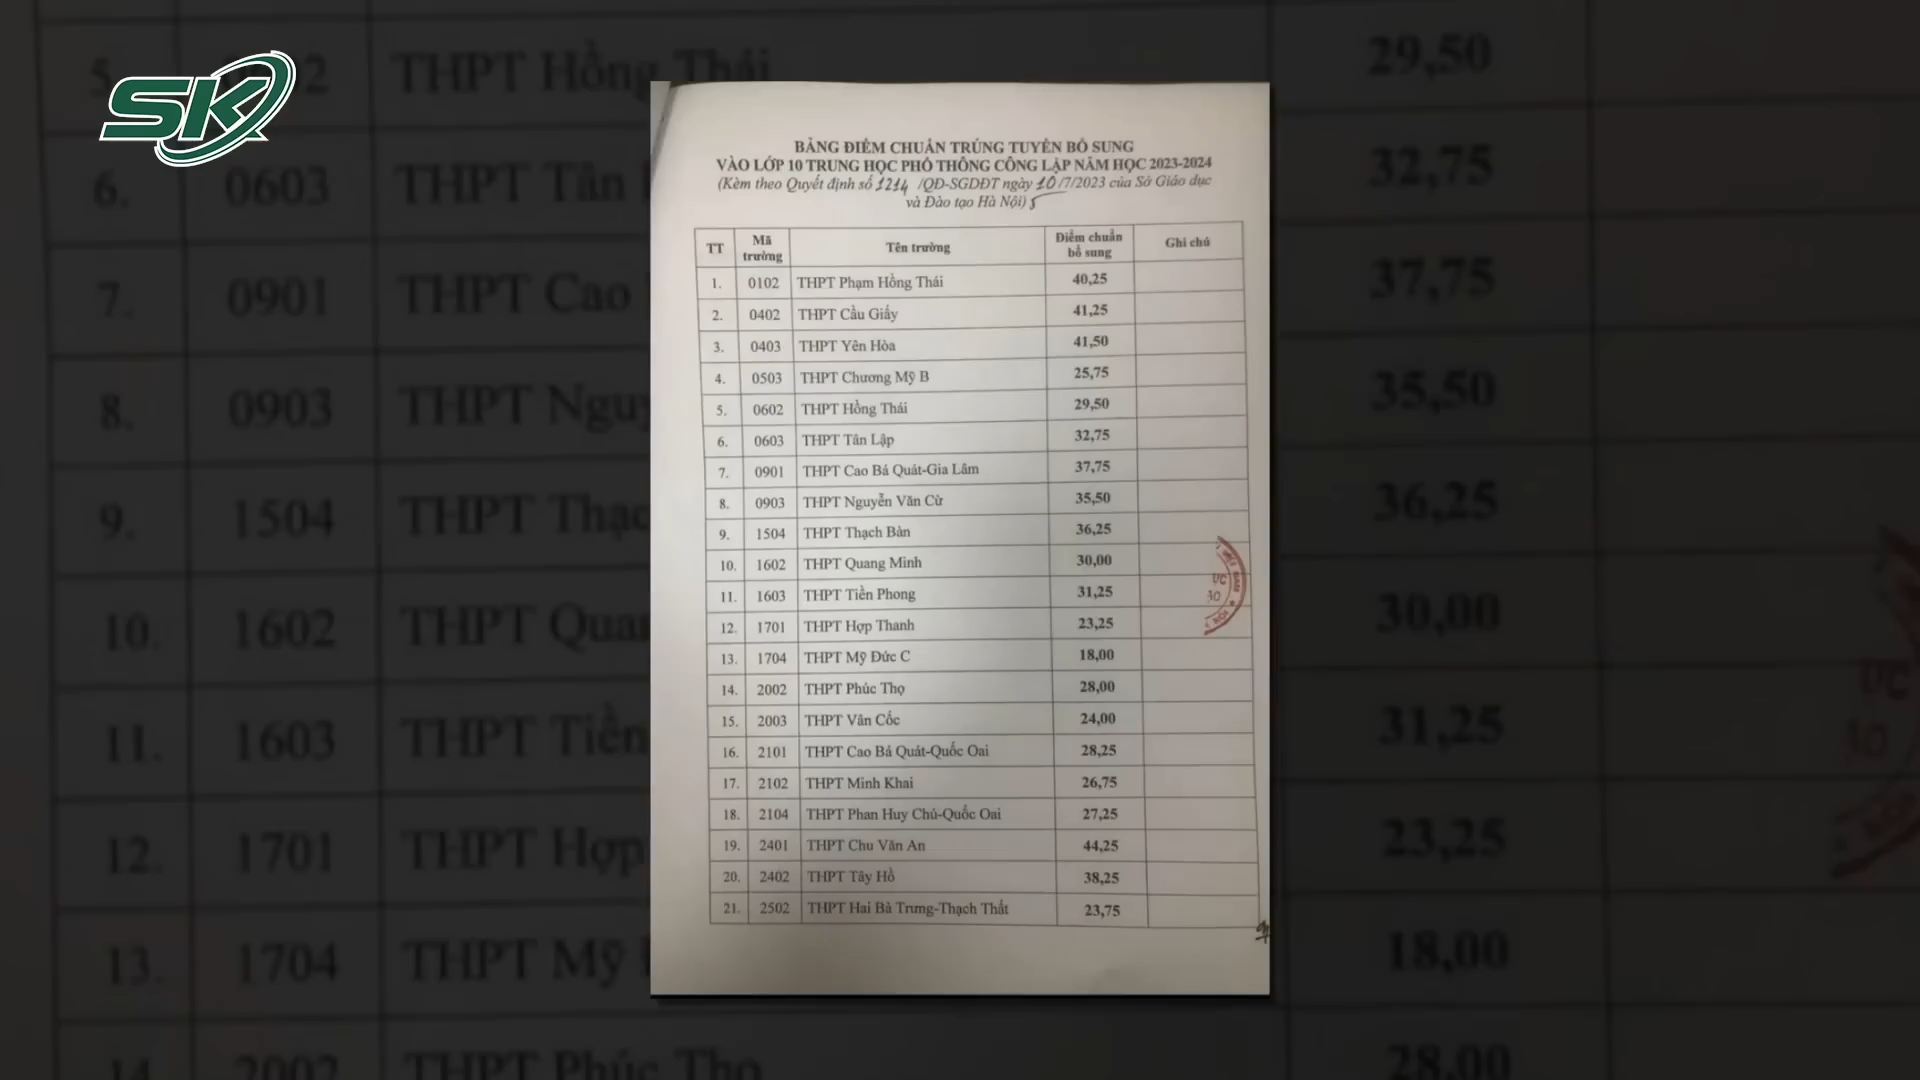 SK
BẢNG ĐIỂM CHUẨN TRÚNG TUYỂN BỔ SUNG
VÀO LỚP 10 TRUNG HỌC PHỔ THÔNG CÔNG LẬP NĂM HỌC 2023-2024
(Kèm theo Quyết định số 1214 /QĐ-SGDĐT ngày 10/7/2023 của Sở Giáo dục
và Đào tạo Hà Nội)
TT Mã trường Tên trường Điểm chuẩn bổ sung Ghi chú
1. 0102 THPT Phạm Hồng Thái 40,25
2. 0402 THPT Cầu Giấy 41,25
3. 0403 THPT Yên Hòa 41,50
4. 0503 THPT Chương Mỹ B 25,75
5. 0602 THPT Hồng Thái 29,50
6. 0603 THPT Tân Lập 32,75
7. 0901 THPT Cao Bá Quát-Gia Lâm 37,75
8. 0903 THPT Nguyễn Văn Cừ 35,50
9. 1504 THPT Thạch Bàn 36,25
10. 1602 THPT Quang Minh 30,00
11. 1603 THPT Tiền Phong 31,25
12. 1701 THPT Hợp Thanh 23,25
13. 1704 THPT Mỹ Đức C 18,00
14. 2002 THPT Phúc Thọ 28,00
15. 2003 THPT Vân Cốc 24,00
16. 2101 THPT Cao Bá Quát-Quốc Oai 28,25
17. 2102 THPT Minh Khai 26,75
18. 2104 THPT Phan Huy Chú-Quốc Oai 27,25
19. 2401 THPT Chu Văn An 44,25
20. 2402 THPT Tây Hồ 38,25
21. 2502 THPT Hai Bà Trưng-Thạch Thất 23,75